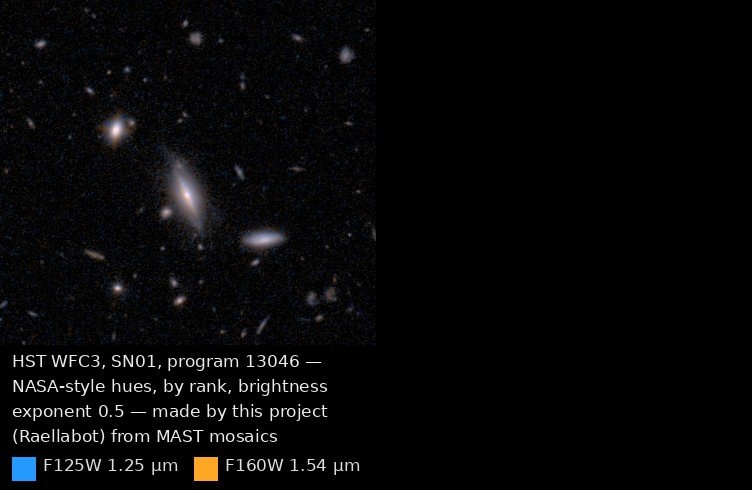 HST WFC3, SN01, program 13046 —
NASA-style hues, by rank, brightness
exponent 0.5 — made by this project
(Raellabot) from MAST mosaics
F125W 1.25 µm F160W 1.54 µm